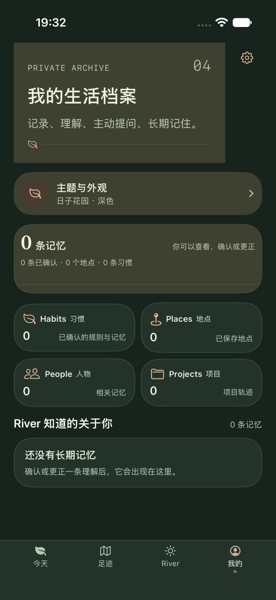 19:32
PRIVATE ARCHIVE
04
我的生活档案
记录、理解、主动提问、长期记住。
主题与外观
日子花园 · 深色
0 条记忆
你可以查看、确认或更正
0 条已确认 · 0 个地点 · 0 条习惯
Habits 习惯
0 已确认的规则与记忆
Places 地点
0 已保存地点
People 人物
0 相关记忆
Projects 项目
0 项目轨迹
River 知道的关于你
0 条记忆
还没有长期记忆
确认或更正一条理解后，它会出现在这里。
今天
足迹
River
我的